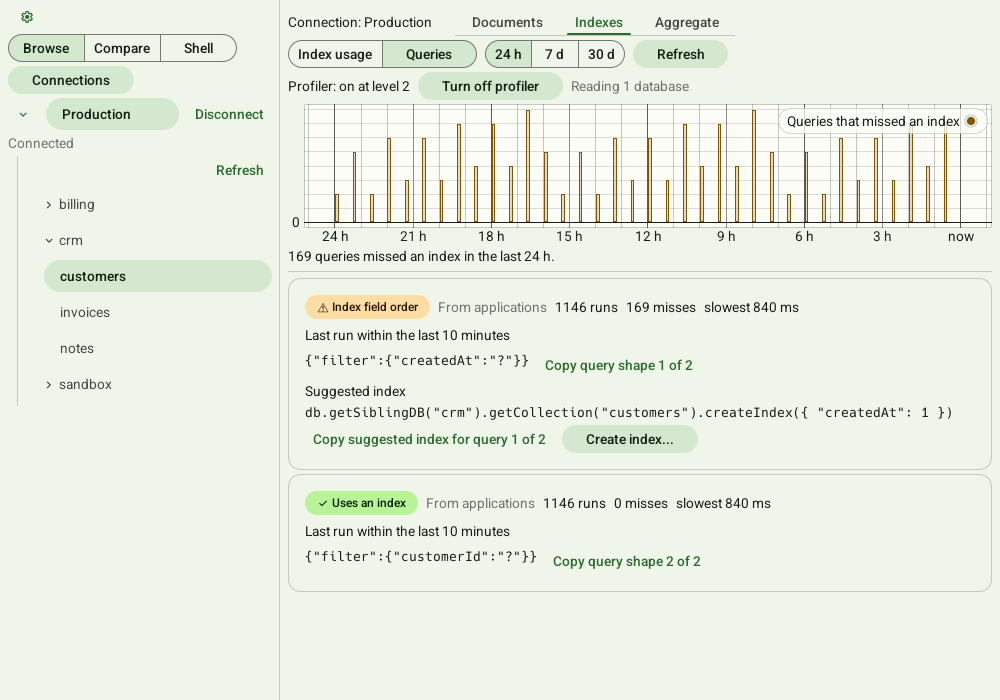 Browse Compare Shell
Connections
Production Disconnect
Connected
Refresh
billing
crm
customers
invoices
notes
sandbox
Connection: Production Documents Indexes Aggregate
Index usage Queries 24 h 7 d 30 d Refresh
Profiler: on at level 2 Turn off profiler Reading 1 database
Queries that missed an index
0
24 h 21 h 18 h 15 h 12 h 9 h 6 h 3 h now
169 queries missed an index in the last 24 h.
Index field order From applications 1146 runs 169 misses slowest 840 ms
Last run within the last 10 minutes
{"filter":{"createdAt":"?"}} Copy query shape 1 of 2
Suggested index
db.getSiblingDB("crm").getCollection("customers").createIndex({ "createdAt": 1 })
Copy suggested index for query 1 of 2 Create index...
Uses an index From applications 1146 runs 0 misses slowest 840 ms
Last run within the last 10 minutes
{"filter":{"customerId":"?"}} Copy query shape 2 of 2